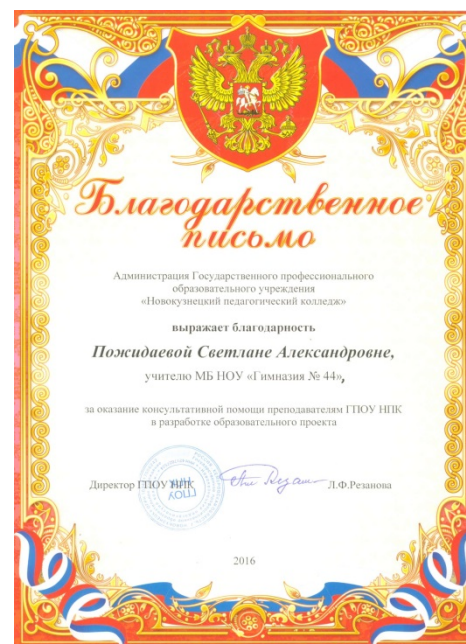 Благодарственное
письмо
Администрация Государственного профессионального
образовательного учреждения
«Новокузнецкий педагогический колледж»
выражает благодарность
Пожидаевой Светлане Александровне,
учителю МБ НОУ «Гимназия № 44»,
за оказание консультативной помощи преподавателям ГПОУ НПК
в разработке образовательного проекта
Директор ГПОУ НПК Л.Ф.Резанова
2016